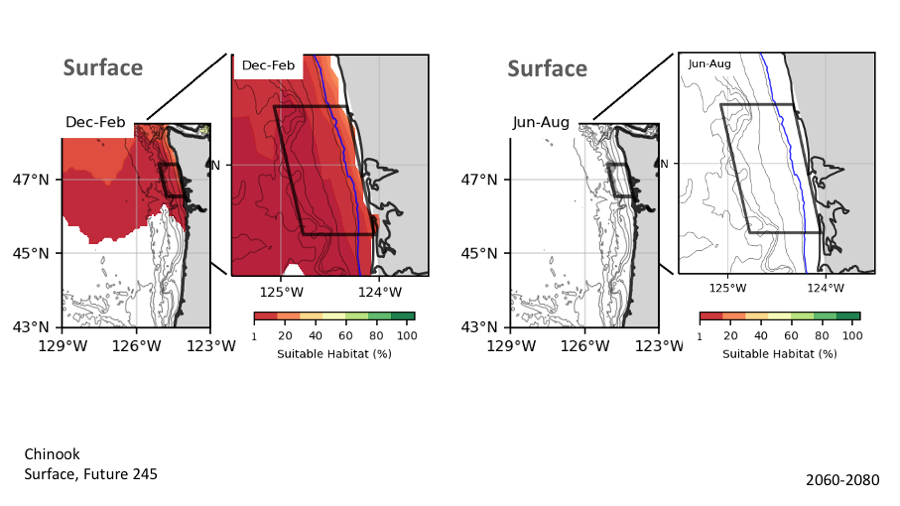 Surface
Dec-Feb
Dec-Feb
47°N
45°N
43°N
129°W 126°W 123°W
N
125°W 124°W
1 20 40 60 80 100
Suitable Habitat (%)
Surface
Jun-Aug
Jun-Aug
47°N
45°N
43°N
129°W 126°W 123°W
N
125°W 124°W
1 20 40 60 80 100
Suitable Habitat (%)
Chinook
Surface, Future 245
2060-2080